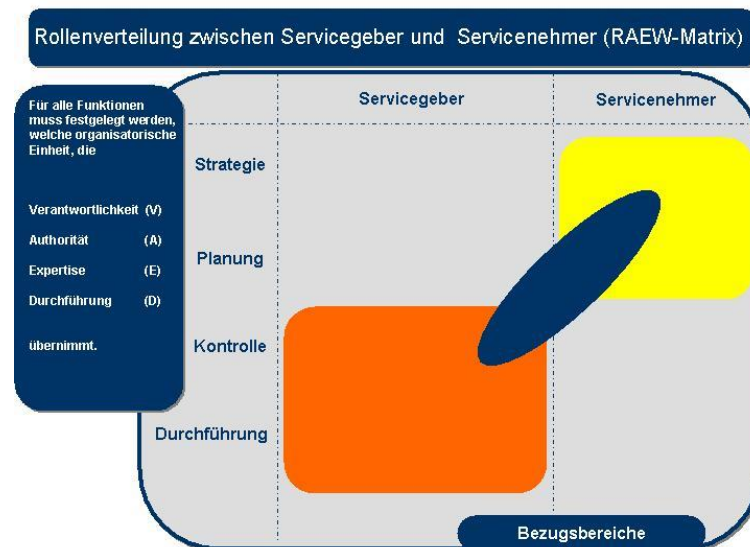 Rollenverteilung zwischen Servicegeber und Servicenehmer (RAEW-Matrix)
Für alle Funktionen
muss festgelegt werden,
welche organisatorische
Einheit, die
Verantwortlichkeit (V)
Authorität (A)
Expertise (E)
Durchführung (D)
übernimmt.
Servicegeber Servicenehmer
Strategie
Planung
Kontrolle
Durchführung
Bezugsbereiche